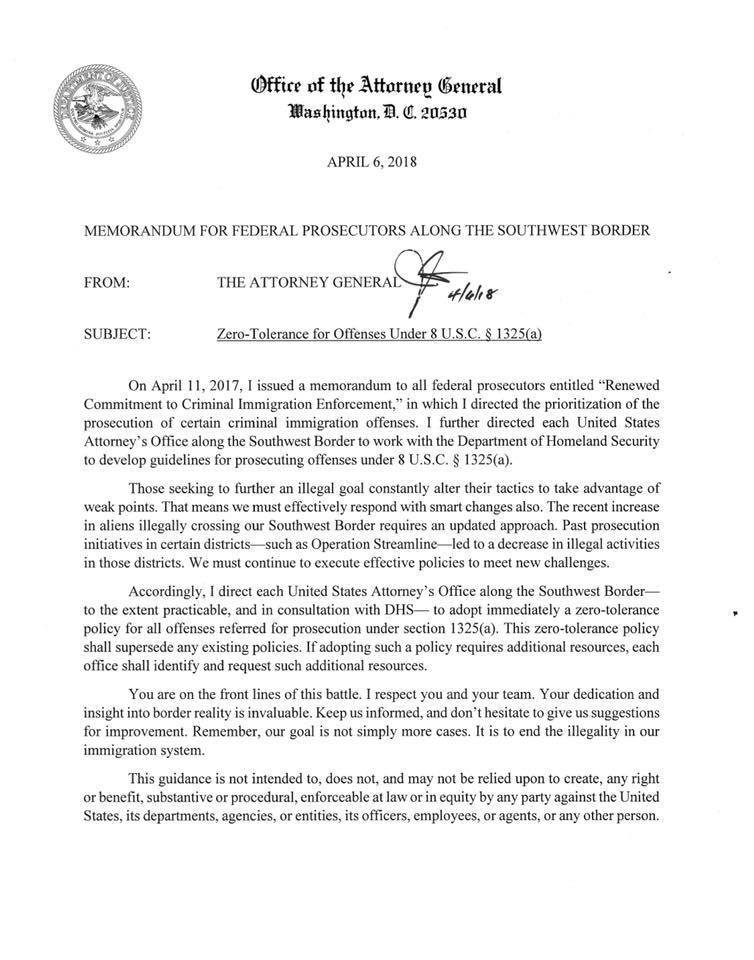 Office of the Attorney General
Washington, D. C. 20530
APRIL 6, 2018
MEMORANDUM FOR FEDERAL PROSECUTORS ALONG THE SOUTHWEST BORDER
FROM: THE ATTORNEY GENERAL
4/6/18
SUBJECT: Zero-Tolerance for Offenses Under 8 U.S.C. § 1325(a)
On April 11, 2017, I issued a memorandum to all federal prosecutors entitled “Renewed
Commitment to Criminal Immigration Enforcement,” in which I directed the prioritization of the
prosecution of certain criminal immigration offenses. I further directed each United States
Attorney’s Office along the Southwest Border to work with the Department of Homeland Security
to develop guidelines for prosecuting offenses under 8 U.S.C. § 1325(a).
Those seeking to further an illegal goal constantly alter their tactics to take advantage of
weak points. That means we must effectively respond with smart changes also. The recent increase
in aliens illegally crossing our Southwest Border requires an updated approach. Past prosecution
initiatives in certain districts—such as Operation Streamline—led to a decrease in illegal activities
in those districts. We must continue to execute effective policies to meet new challenges.
Accordingly, I direct each United States Attorney’s Office along the Southwest Border—
to the extent practicable, and in consultation with DHS— to adopt immediately a zero-tolerance
policy for all offenses referred for prosecution under section 1325(a). This zero-tolerance policy
shall supersede any existing policies. If adopting such a policy requires additional resources, each
office shall identify and request such additional resources.
You are on the front lines of this battle. I respect you and your team. Your dedication and
insight into border reality is invaluable. Keep us informed, and don’t hesitate to give us suggestions
for improvement. Remember, our goal is not simply more cases. It is to end the illegality in our
immigration system.
This guidance is not intended to, does not, and may not be relied upon to create, any right
or benefit, substantive or procedural, enforceable at law or in equity by any party against the United
States, its departments, agencies, or entities, its officers, employees, or agents, or any other person.